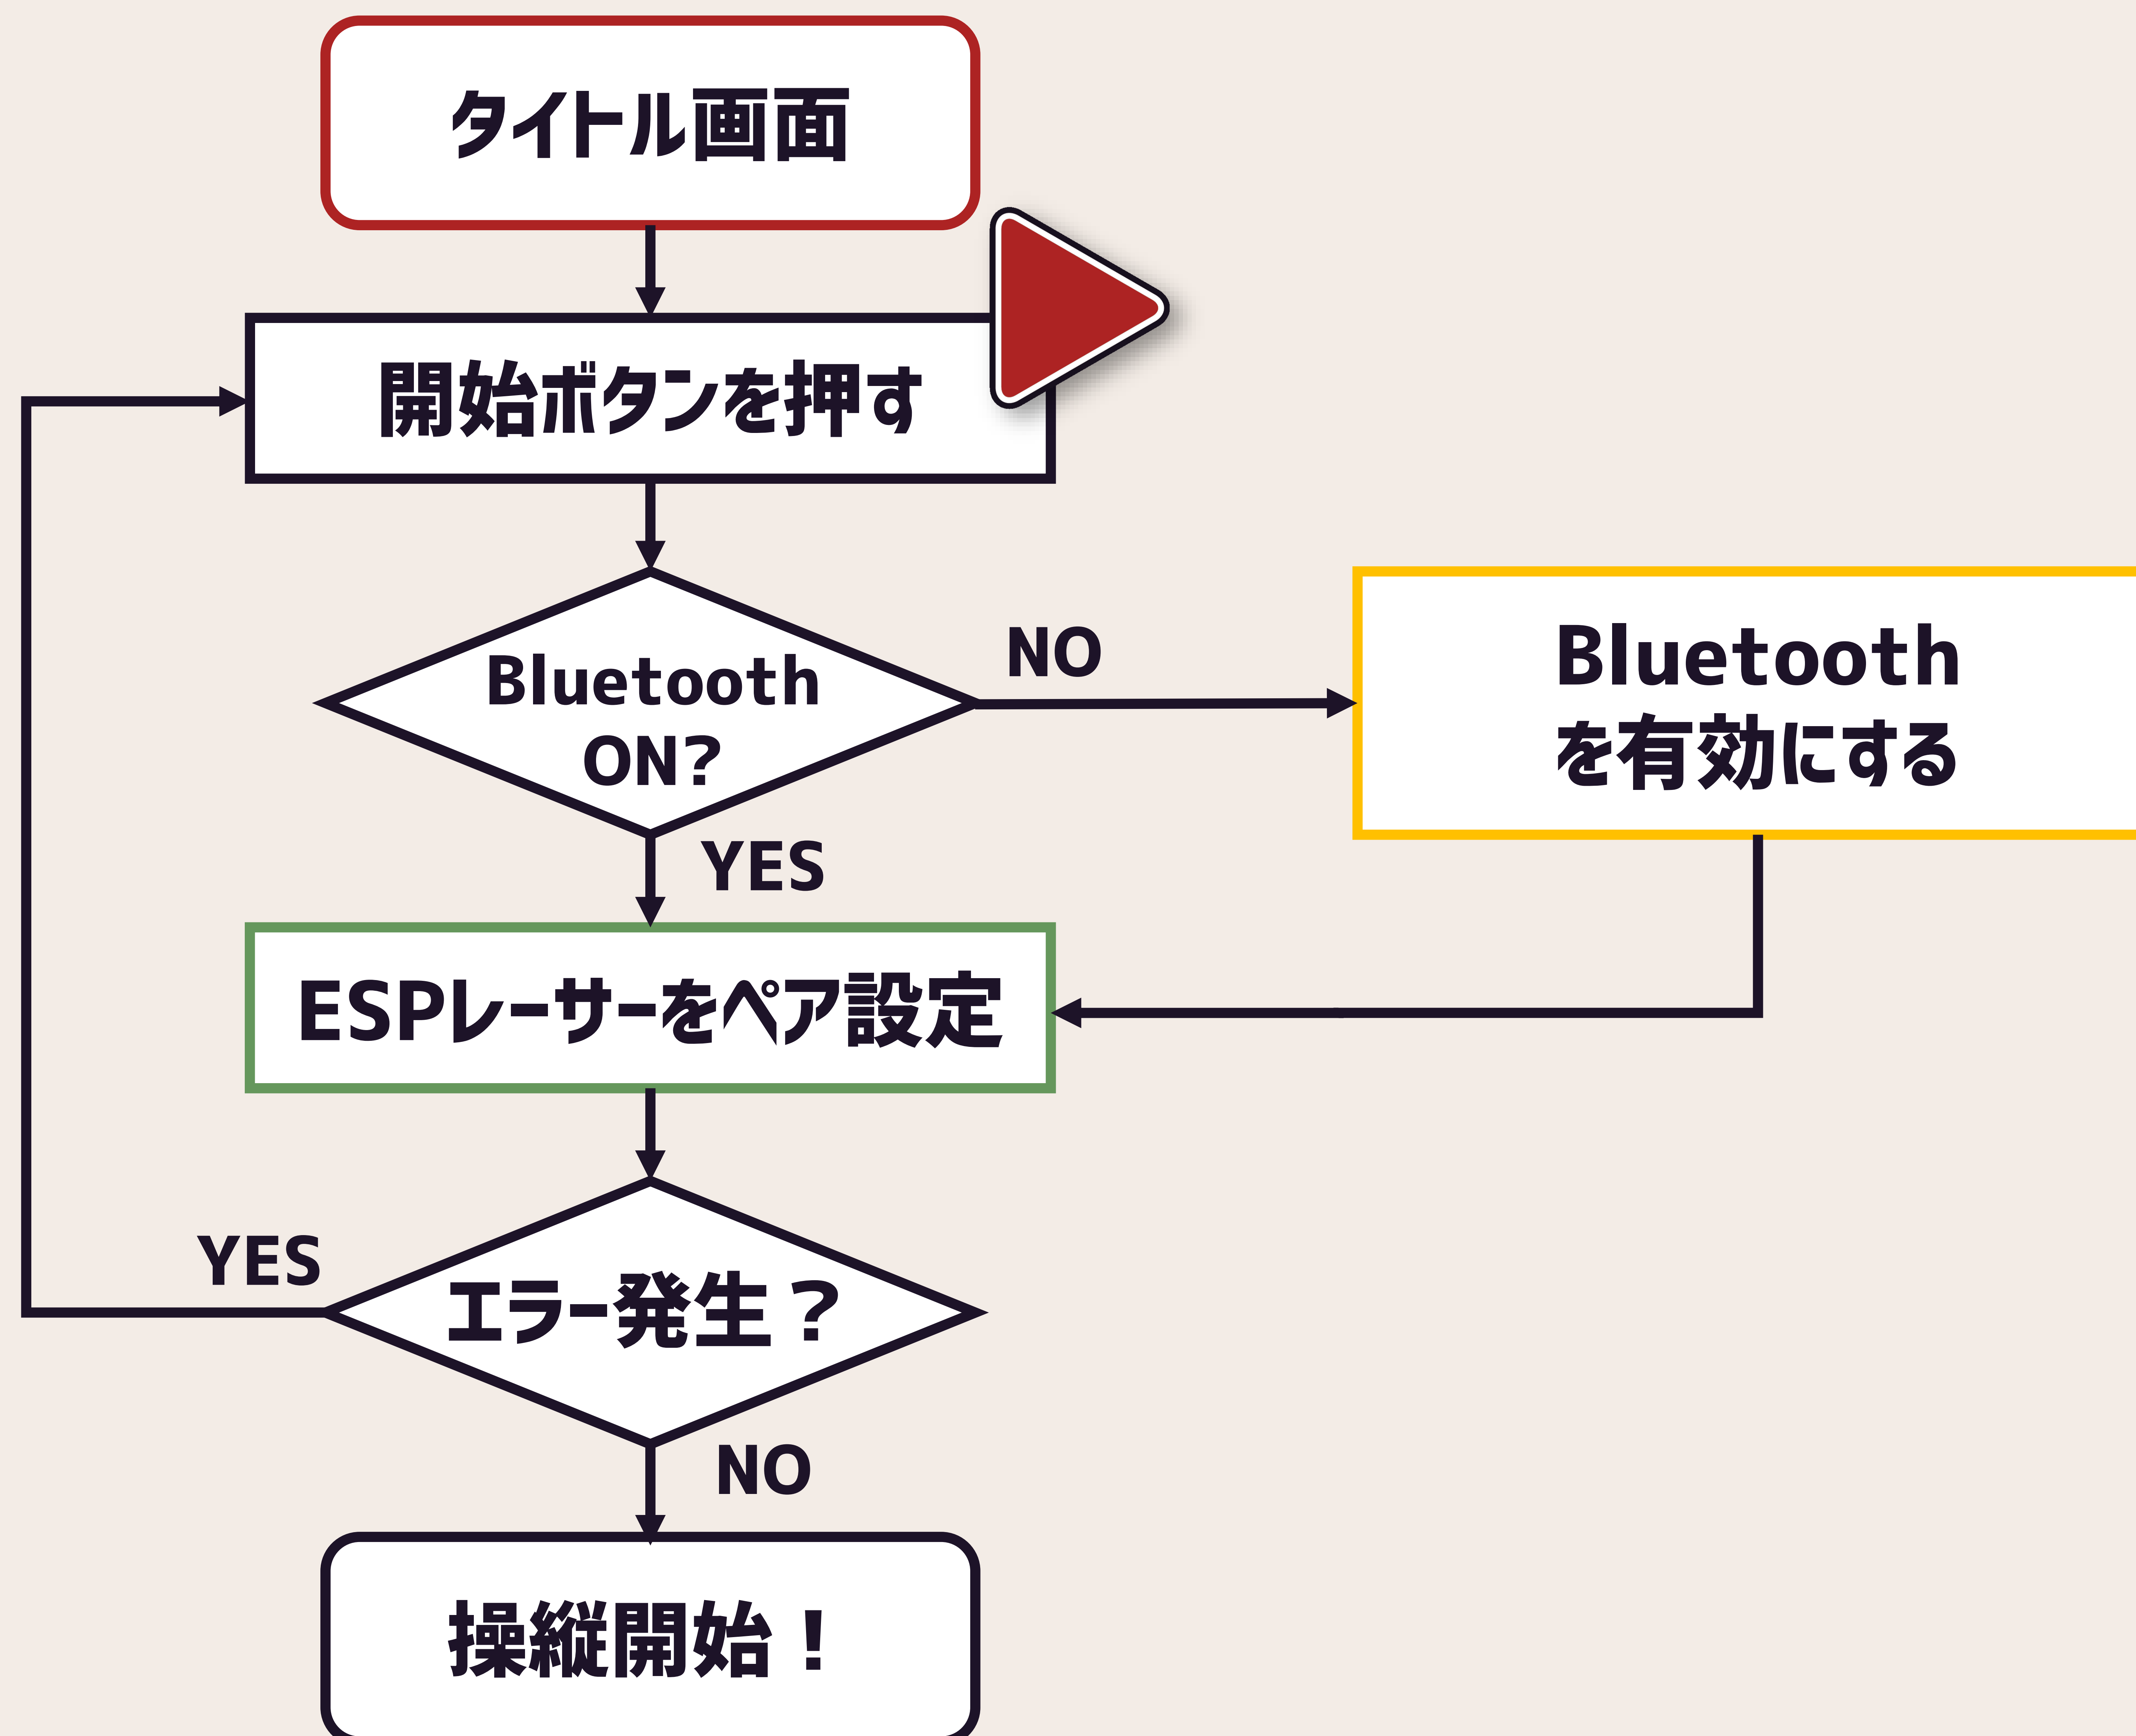 タイトル画面
開始ボタンを押す
Bluetooth
ON?
NO
Bluetooth
を有効にする
YES
ESPレーサーをペア設定
YES
エラー発生？
NO
操縦開始！